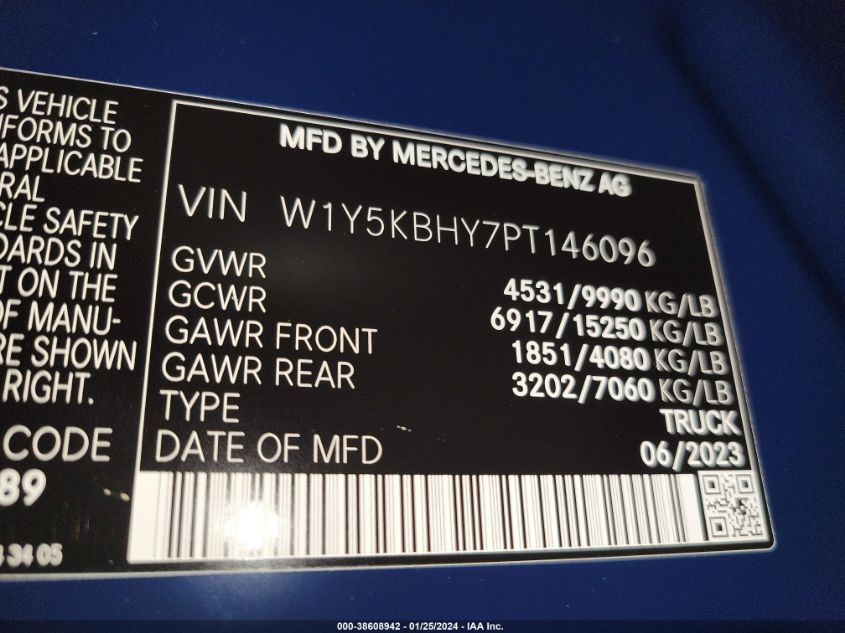 S VEHICLE
NFORMS TO
APPLICABLE
RAL
CLE SAFETY
DARDS IN
T ON THE
OF MANU-
RE SHOWN
RIGHT.
CODE
89
34 05
MFD BY MERCEDES-BENZ AG
VIN W1Y5KBHY7PT146096
GVWR 4531/9990 KG/LB
GCWR 6917/15250 KG/LB
GAWR FRONT 1851/4080 KG/LB
GAWR REAR 3202/7060 KG/LB
TYPE TRUCK
DATE OF MFD 06/2023
000-38608942 - 01/25/2024 - IAA Inc.